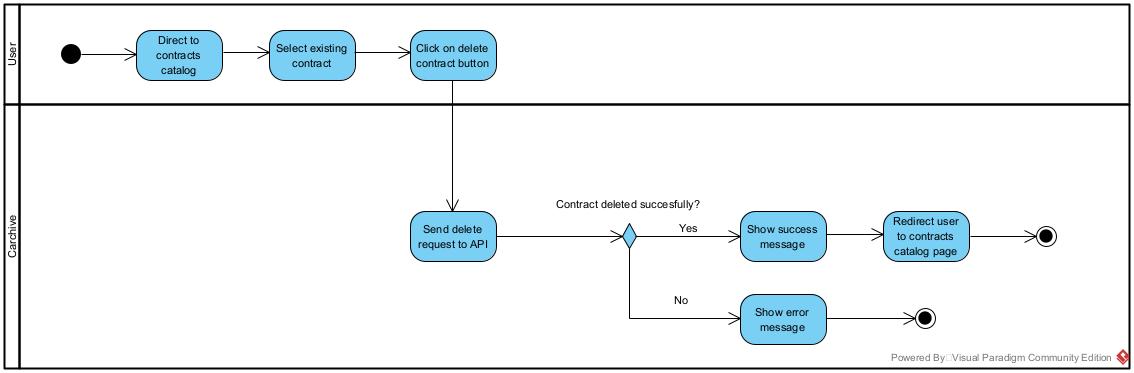 User
Direct to
contracts
catalog
Select existing
contract
Click on delete
contract button
Carchive
Send delete
request to API
Contract deleted succesfully?
Yes
Show success
message
Redirect user
to contracts
catalog page
No
Show error
message
Powered By Visual Paradigm Community Edition